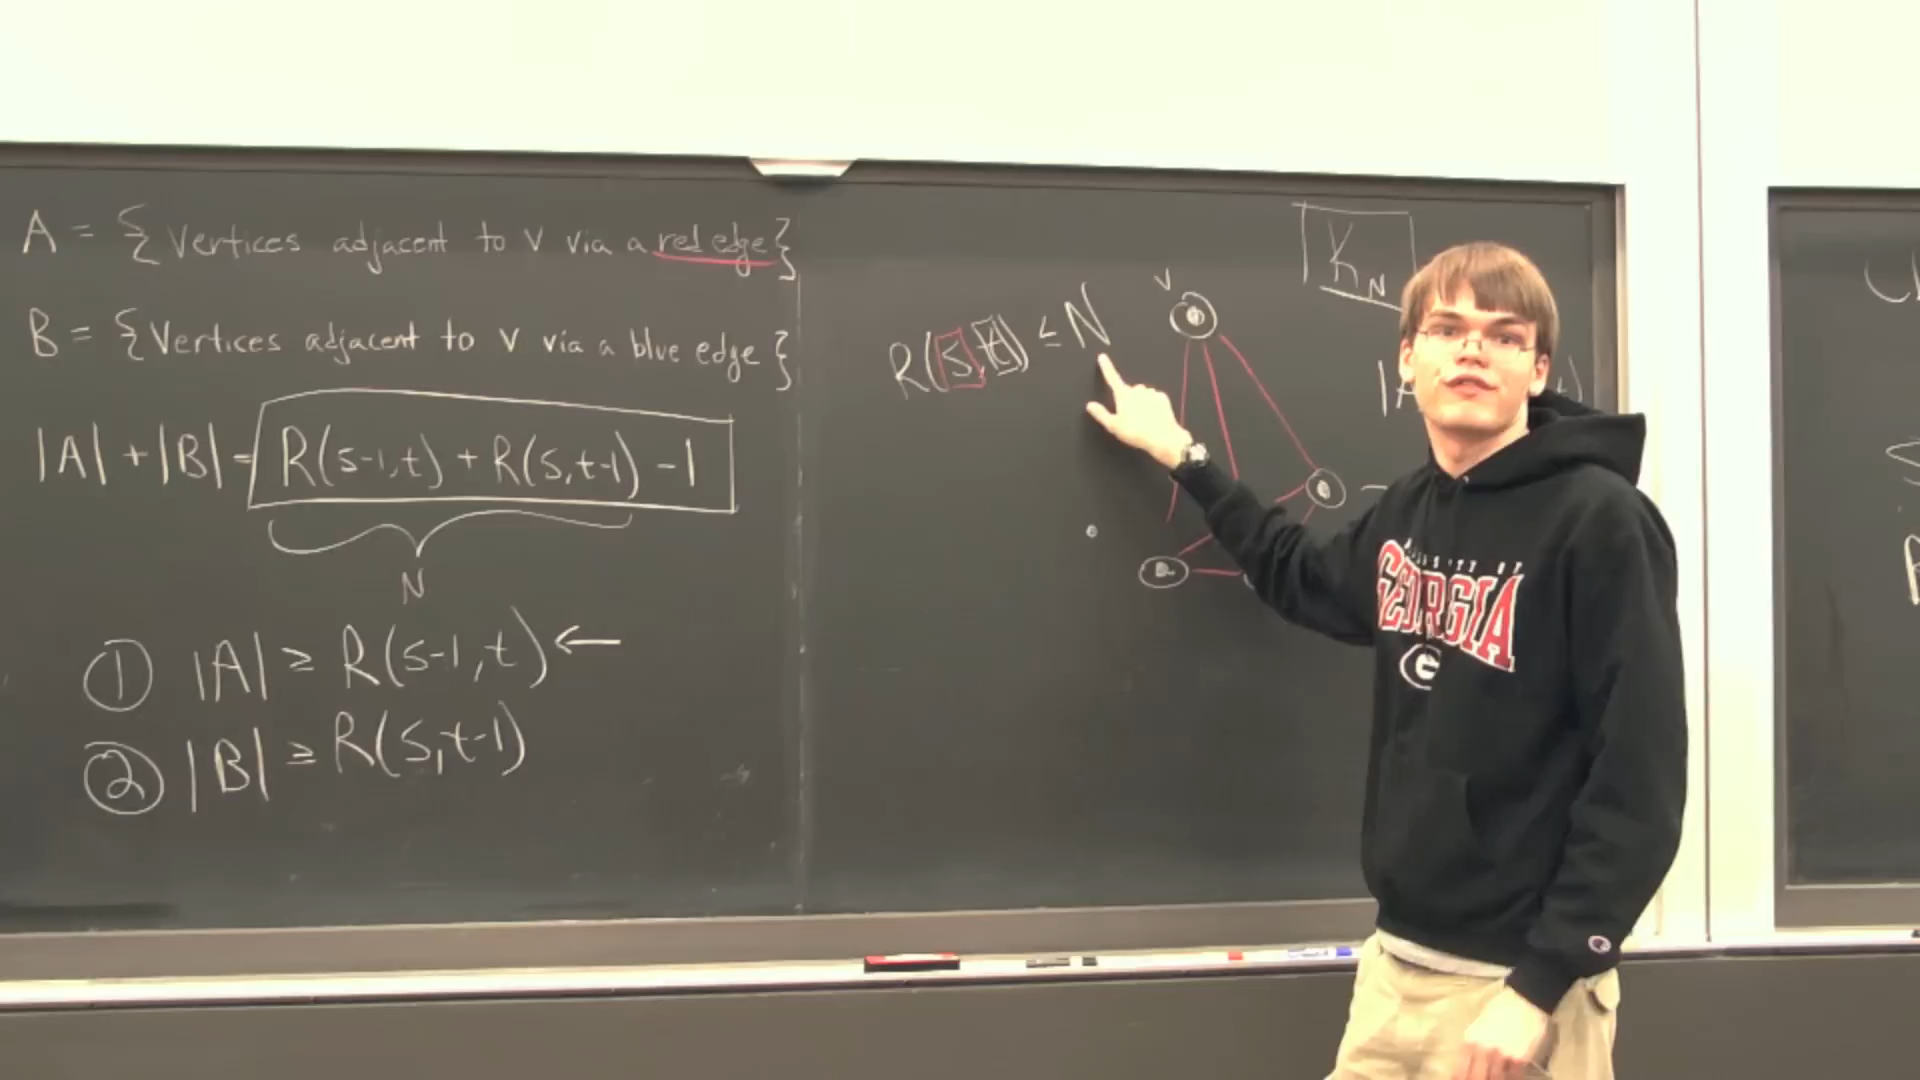 A = {Vertices adjacent to v via a red edge}
B = {Vertices adjacent to v via a blue edge}
|A| + |B| = R(s-1,t) + R(s,t-1) -1
N
① |A| ≥ R(s-1,t) ←
② |B| ≥ R(s,t-1)
R(s,t) ≤ N
v
K_N
GEORGIA
G